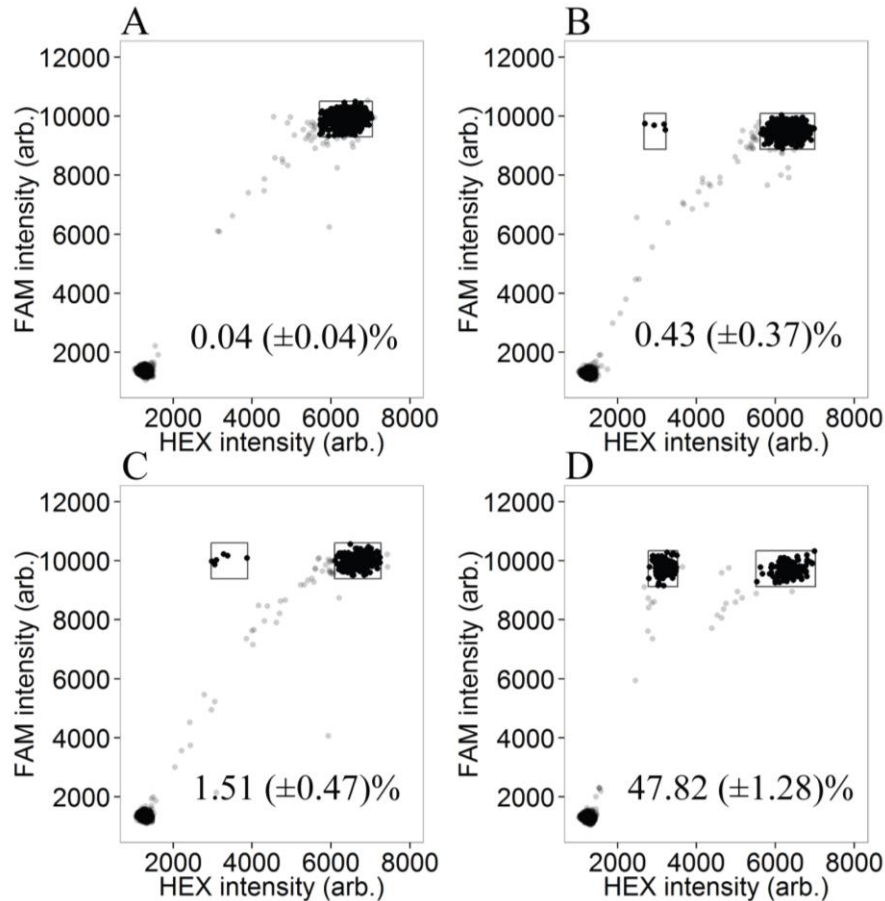 A
12000
10000
8000
6000
4000
2000
FAM intensity (arb.)
0.04 (±0.04)%
2000 4000 6000 8000
HEX intensity (arb.)
B
12000
10000
8000
6000
4000
2000
FAM intensity (arb.)
0.43 (±0.37)%
2000 4000 6000 8000
HEX intensity (arb.)
C
12000
10000
8000
6000
4000
2000
FAM intensity (arb.)
1.51 (±0.47)%
2000 4000 6000 8000
HEX intensity (arb.)
D
12000
10000
8000
6000
4000
2000
FAM intensity (arb.)
47.82 (±1.28)%
2000 4000 6000 8000
HEX intensity (arb.)